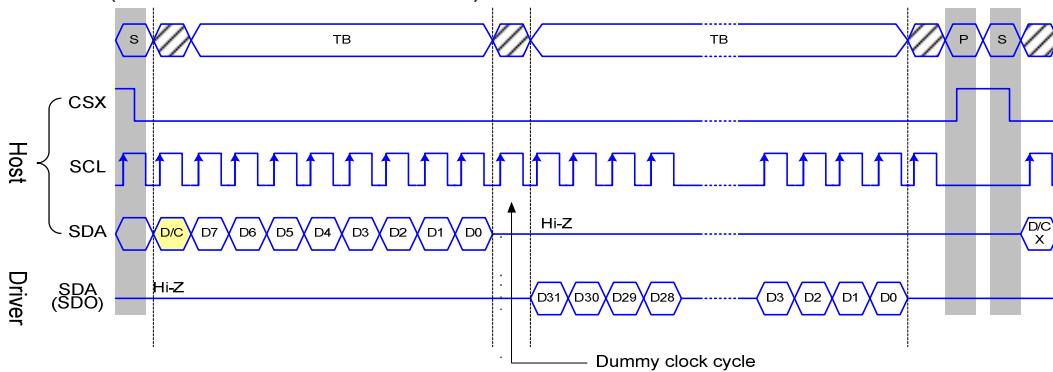 S TB TB P S
CSX
Host
SCL
SDA D/C D7 D6 D5 D4 D3 D2 D1 D0 Hi-Z D/C X
Driver
SDA (SDO) Hi-Z D31 D30 D29 D28 D3 D2 D1 D0
Dummy clock cycle